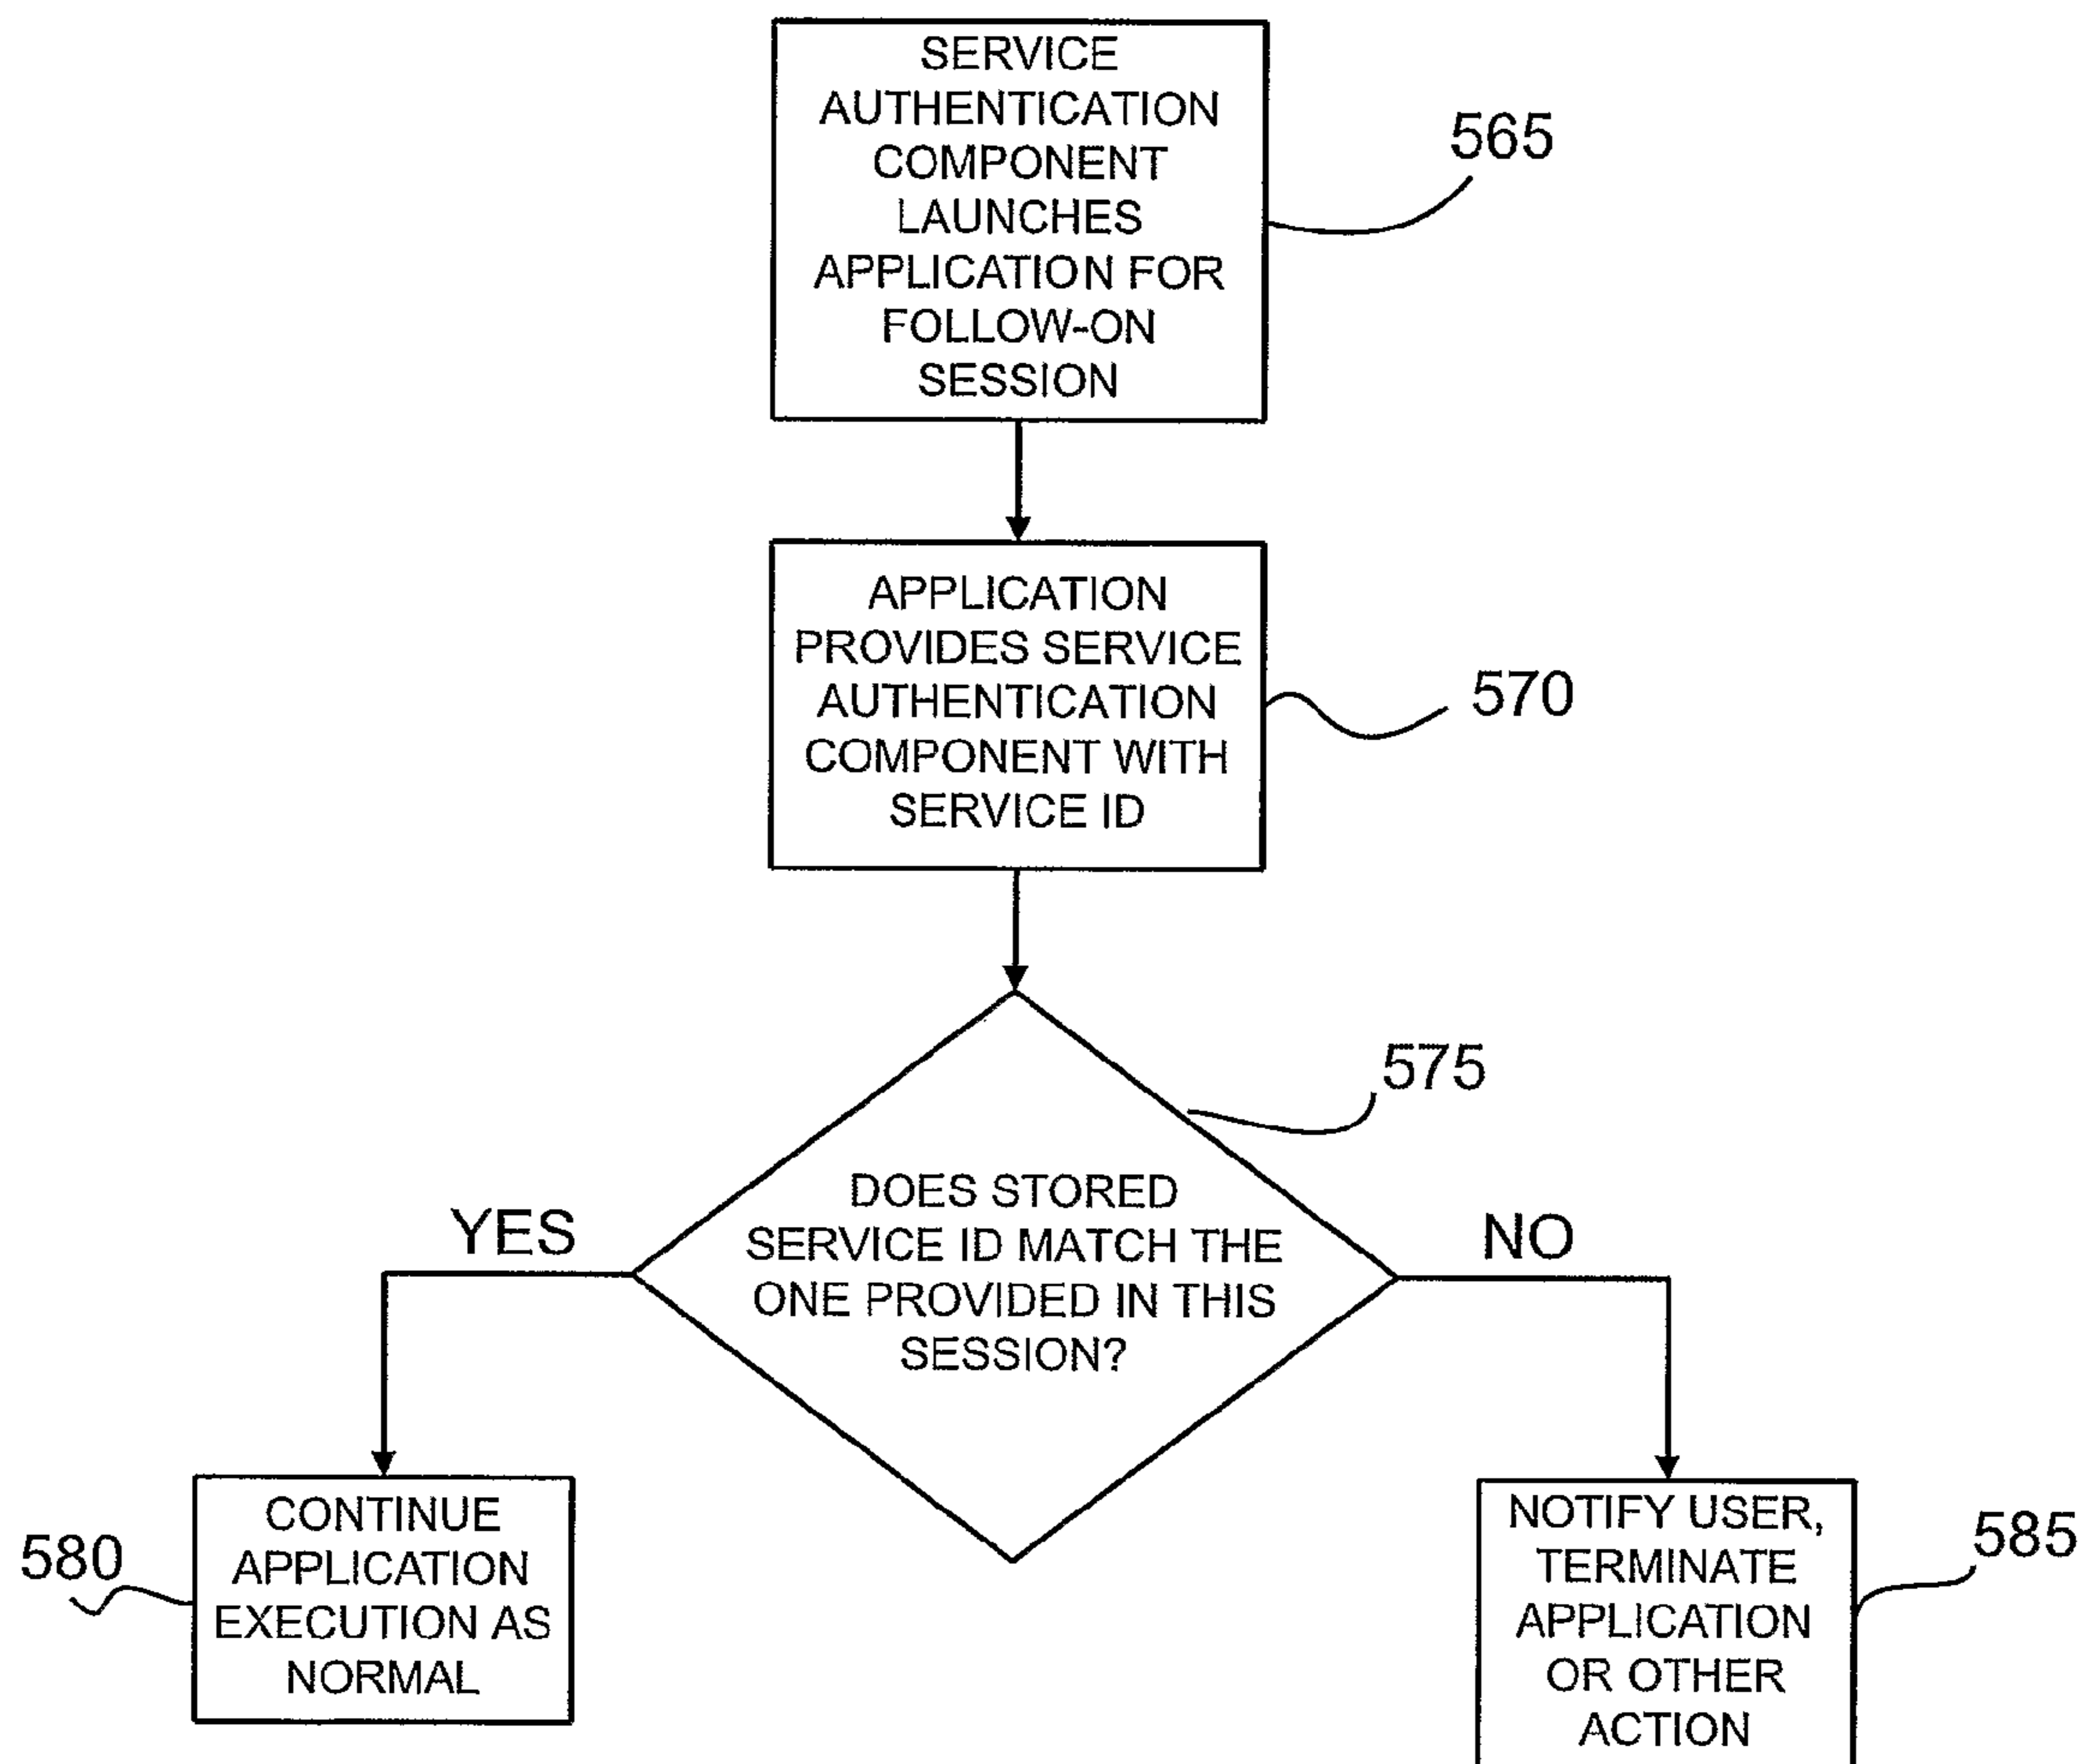 SERVICE
AUTHENTICATION
COMPONENT
LAUNCHES
APPLICATION FOR
FOLLOW-ON
SESSION
565
APPLICATION
PROVIDES SERVICE
AUTHENTICATION
COMPONENT WITH
SERVICE ID
570
575
DOES STORED
SERVICE ID MATCH THE
ONE PROVIDED IN THIS
SESSION?
YES
NO
580
CONTINUE
APPLICATION
EXECUTION AS
NORMAL
NOTIFY USER,
TERMINATE
APPLICATION
OR OTHER
ACTION
585